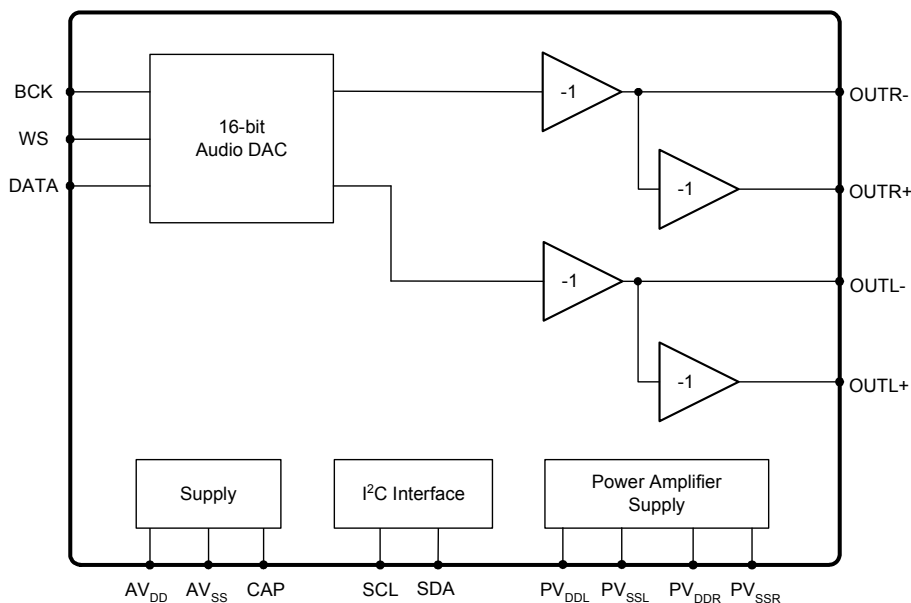 BCK
WS
DATA
16-bit
Audio DAC
-1
OUTR-
-1
OUTR+
-1
OUTL-
-1
OUTL+
Supply
I²C Interface
Power Amplifier
Supply
AV_DD
AV_SS
CAP
SCL
SDA
PV_DDL
PV_SSL
PV_DDR
PV_SSR